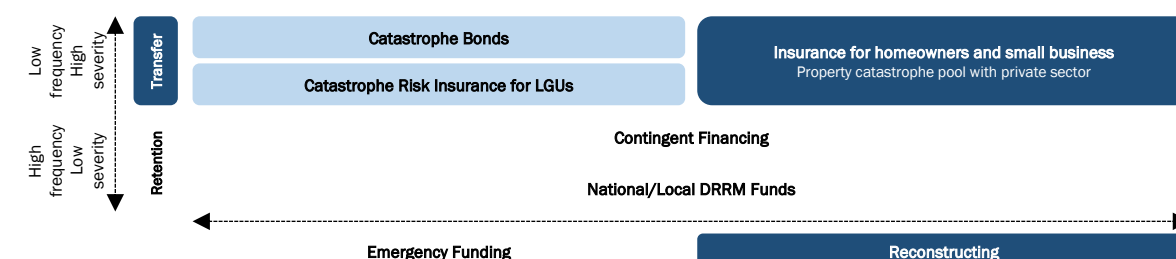 Low
frequency
High
severity
Transfer
Catastrophe Bonds
Catastrophe Risk Insurance for LGUs
Insurance for homeowners and small business
Property catastrophe pool with private sector
High
frequency
Low
severity
Retention
Contingent Financing
National/Local DRRM Funds
Emergency Funding
Reconstructing